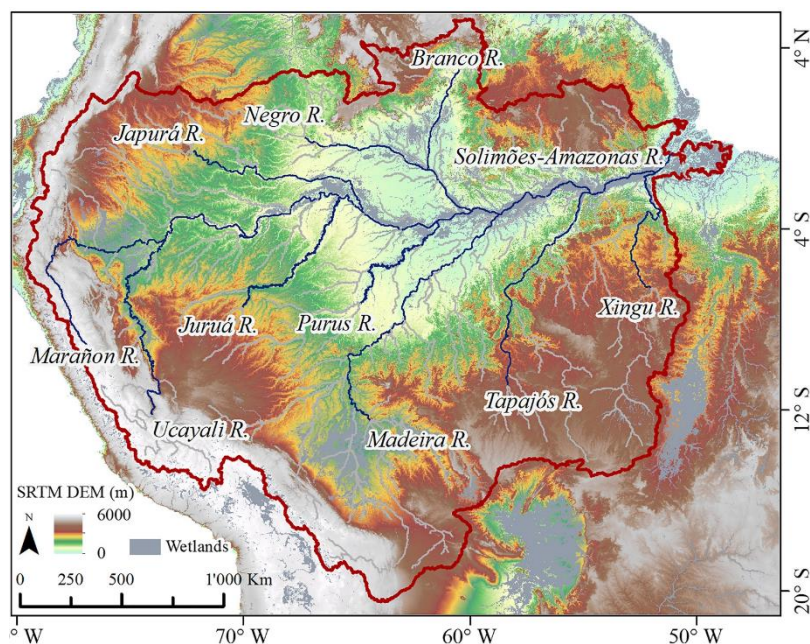 Branco R.
4° N
Negro R.
Japurá R.
Solimões-Amazonas R.
4° S
Juruá R.
Purus R.
Xingu R.
Marañon R.
Tapajós R.
12° S
Ucayali R.
Madeira R.
SRTM DEM (m)
N
6000
0
Wetlands
0 250 500 1'000 Km
20° S
° W 70° W 60° W 50° W